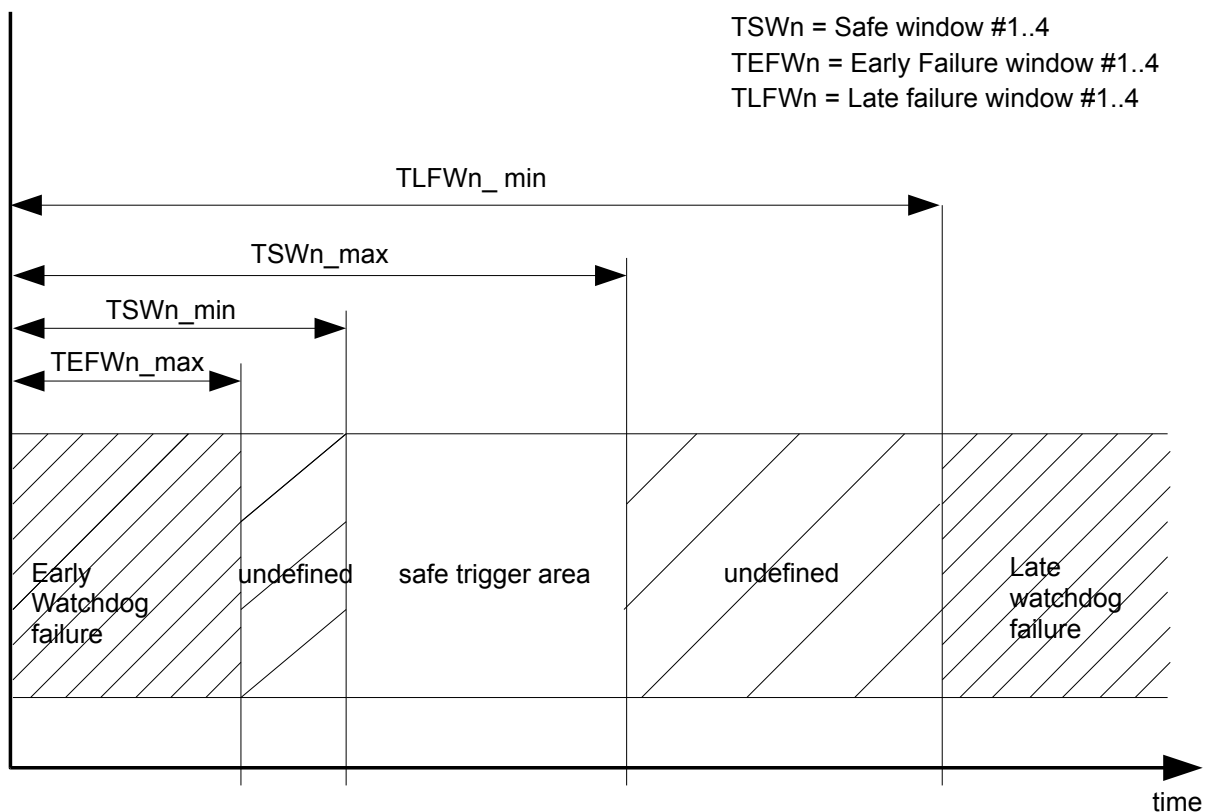 TSWn = Safe window #1..4
TEFWn = Early Failure window #1..4
TLFWn = Late failure window #1..4
TLFWn_ min
TSWn_max
TSWn_min
TEFWn_max
Early
Watchdog
failure
undefined
safe trigger area
undefined
Late
watchdog
failure
time